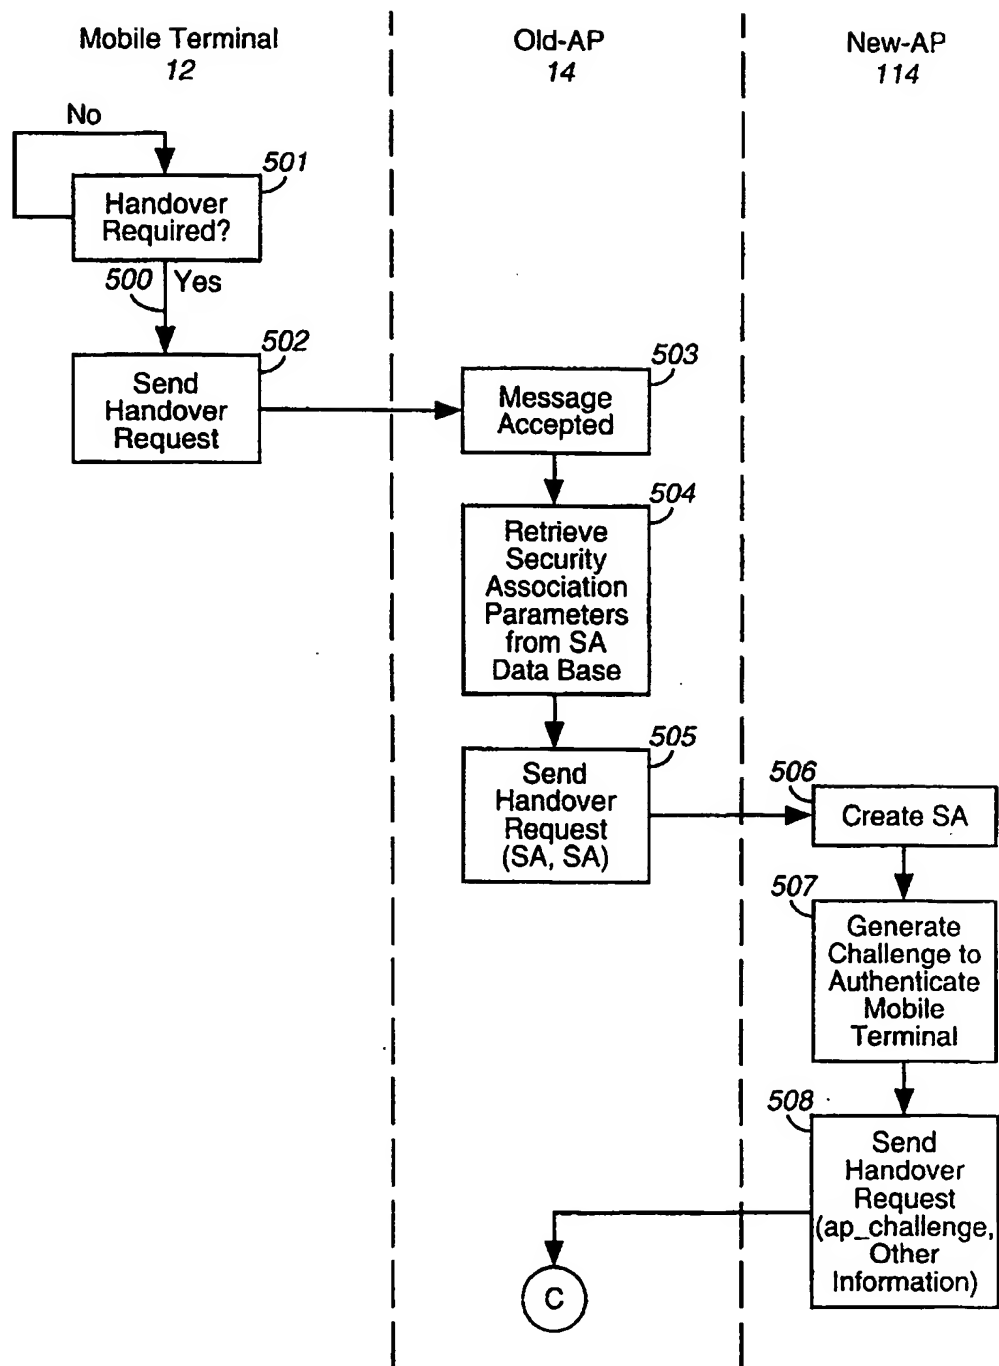 Mobile Terminal
12
Old-AP
14
New-AP
114
No
501
Handover
Required?
500
Yes
502
Send
Handover
Request
503
Message
Accepted
504
Retrieve
Security
Association
Parameters
from SA
Data Base
505
Send
Handover
Request
(SA, SA)
506
Create SA
507
Generate
Challenge to
Authenticate
Mobile
Terminal
508
Send
Handover
Request
(ap_challenge,
Other
Information)
C